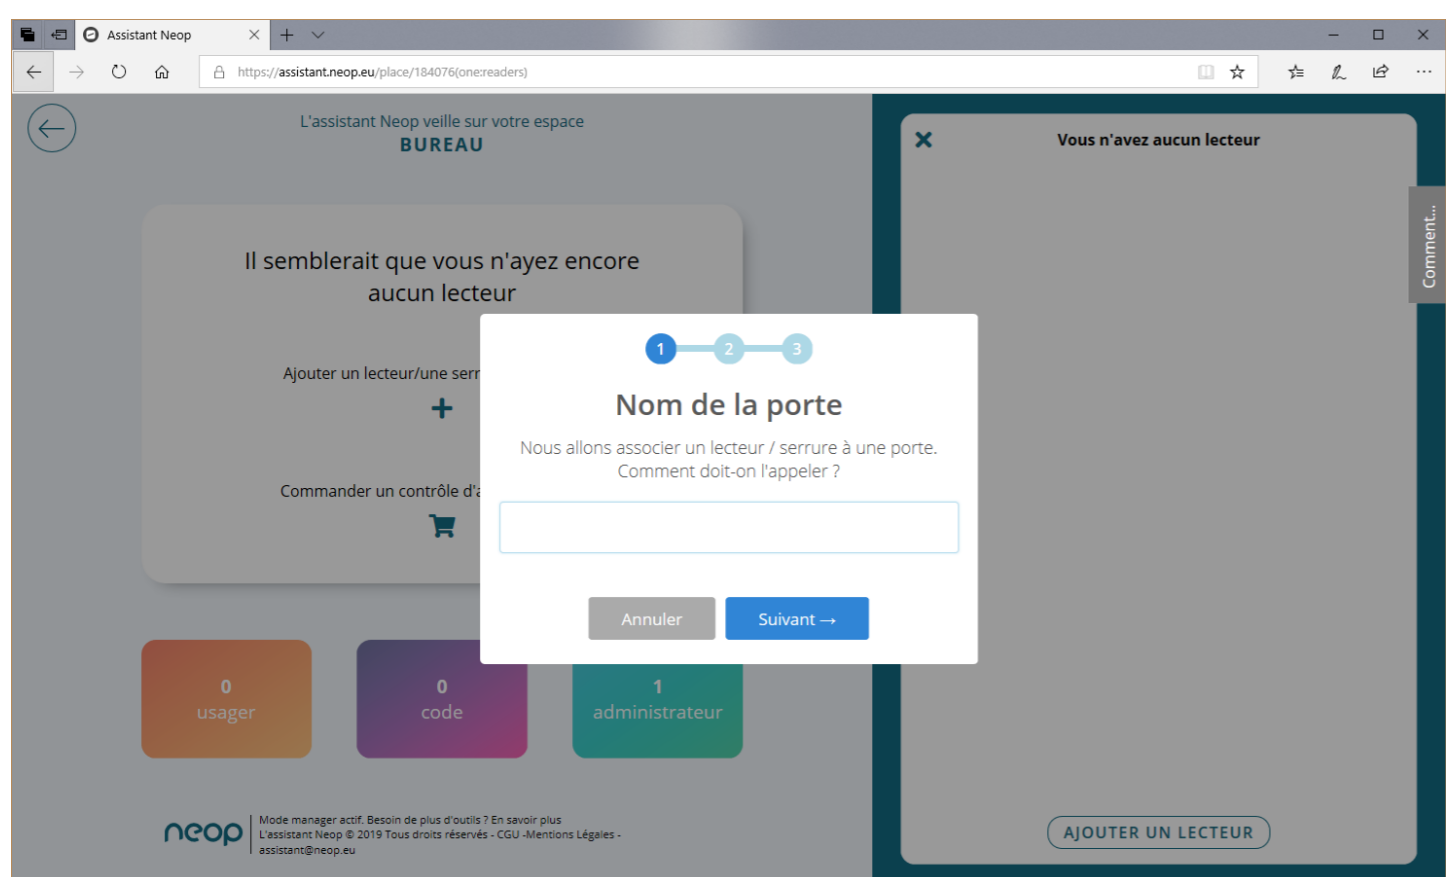 Assistant Neop
https://assistant.neop.eu/place/184076(one:readers)
L'assistant Neop veille sur votre espace
BUREAU
Il semblerait que vous n'ayez encore
aucun lecteur
Ajouter un lecteur/une serr
Commander un contrôle d'a
1
2
3
Nom de la porte
Nous allons associer un lecteur / serrure à une porte.
Comment doit-on l'appeler ?
Annuler
Suivant →
0
usager
0
code
1
administrateur
neop
Mode manager actif. Besoin de plus d'outils ? En savoir plus
L'assistant Neop © 2019 Tous droits réservés - CGU -Mentions Légales -
assistant@neop.eu
Vous n'avez aucun lecteur
Comment...
AJOUTER UN LECTEUR